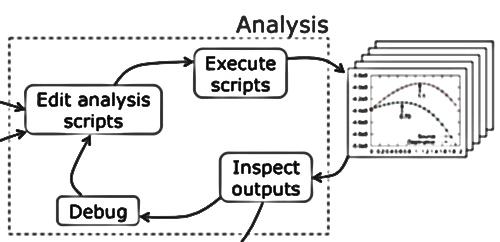 Analysis
Execute
scripts
Edit analysis
scripts
Inspect
outputs
Debug